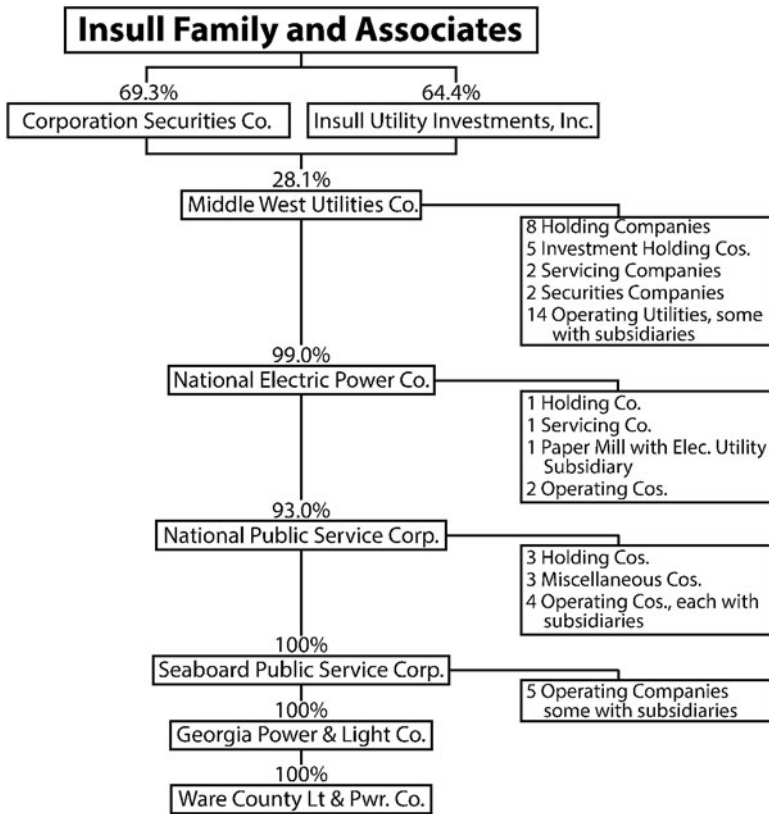 Insull Family and Associates
69.3%
64.4%
Corporation Securities Co.
Insull Utility Investments, Inc.
28.1%
Middle West Utilities Co.
8 Holding Companies
5 Investment Holding Cos.
2 Servicing Companies
2 Securities Companies
14 Operating Utilities, some
with subsidiaries
99.0%
National Electric Power Co.
1 Holding Co.
1 Servicing Co.
1 Paper Mill with Elec. Utility
Subsidiary
2 Operating Cos.
93.0%
National Public Service Corp.
3 Holding Cos.
3 Miscellaneous Cos.
4 Operating Cos., each with
subsidiaries
100%
Seaboard Public Service Corp.
5 Operating Companies
some with subsidiaries
100%
Georgia Power & Light Co.
100%
Ware County Lt & Pwr. Co.